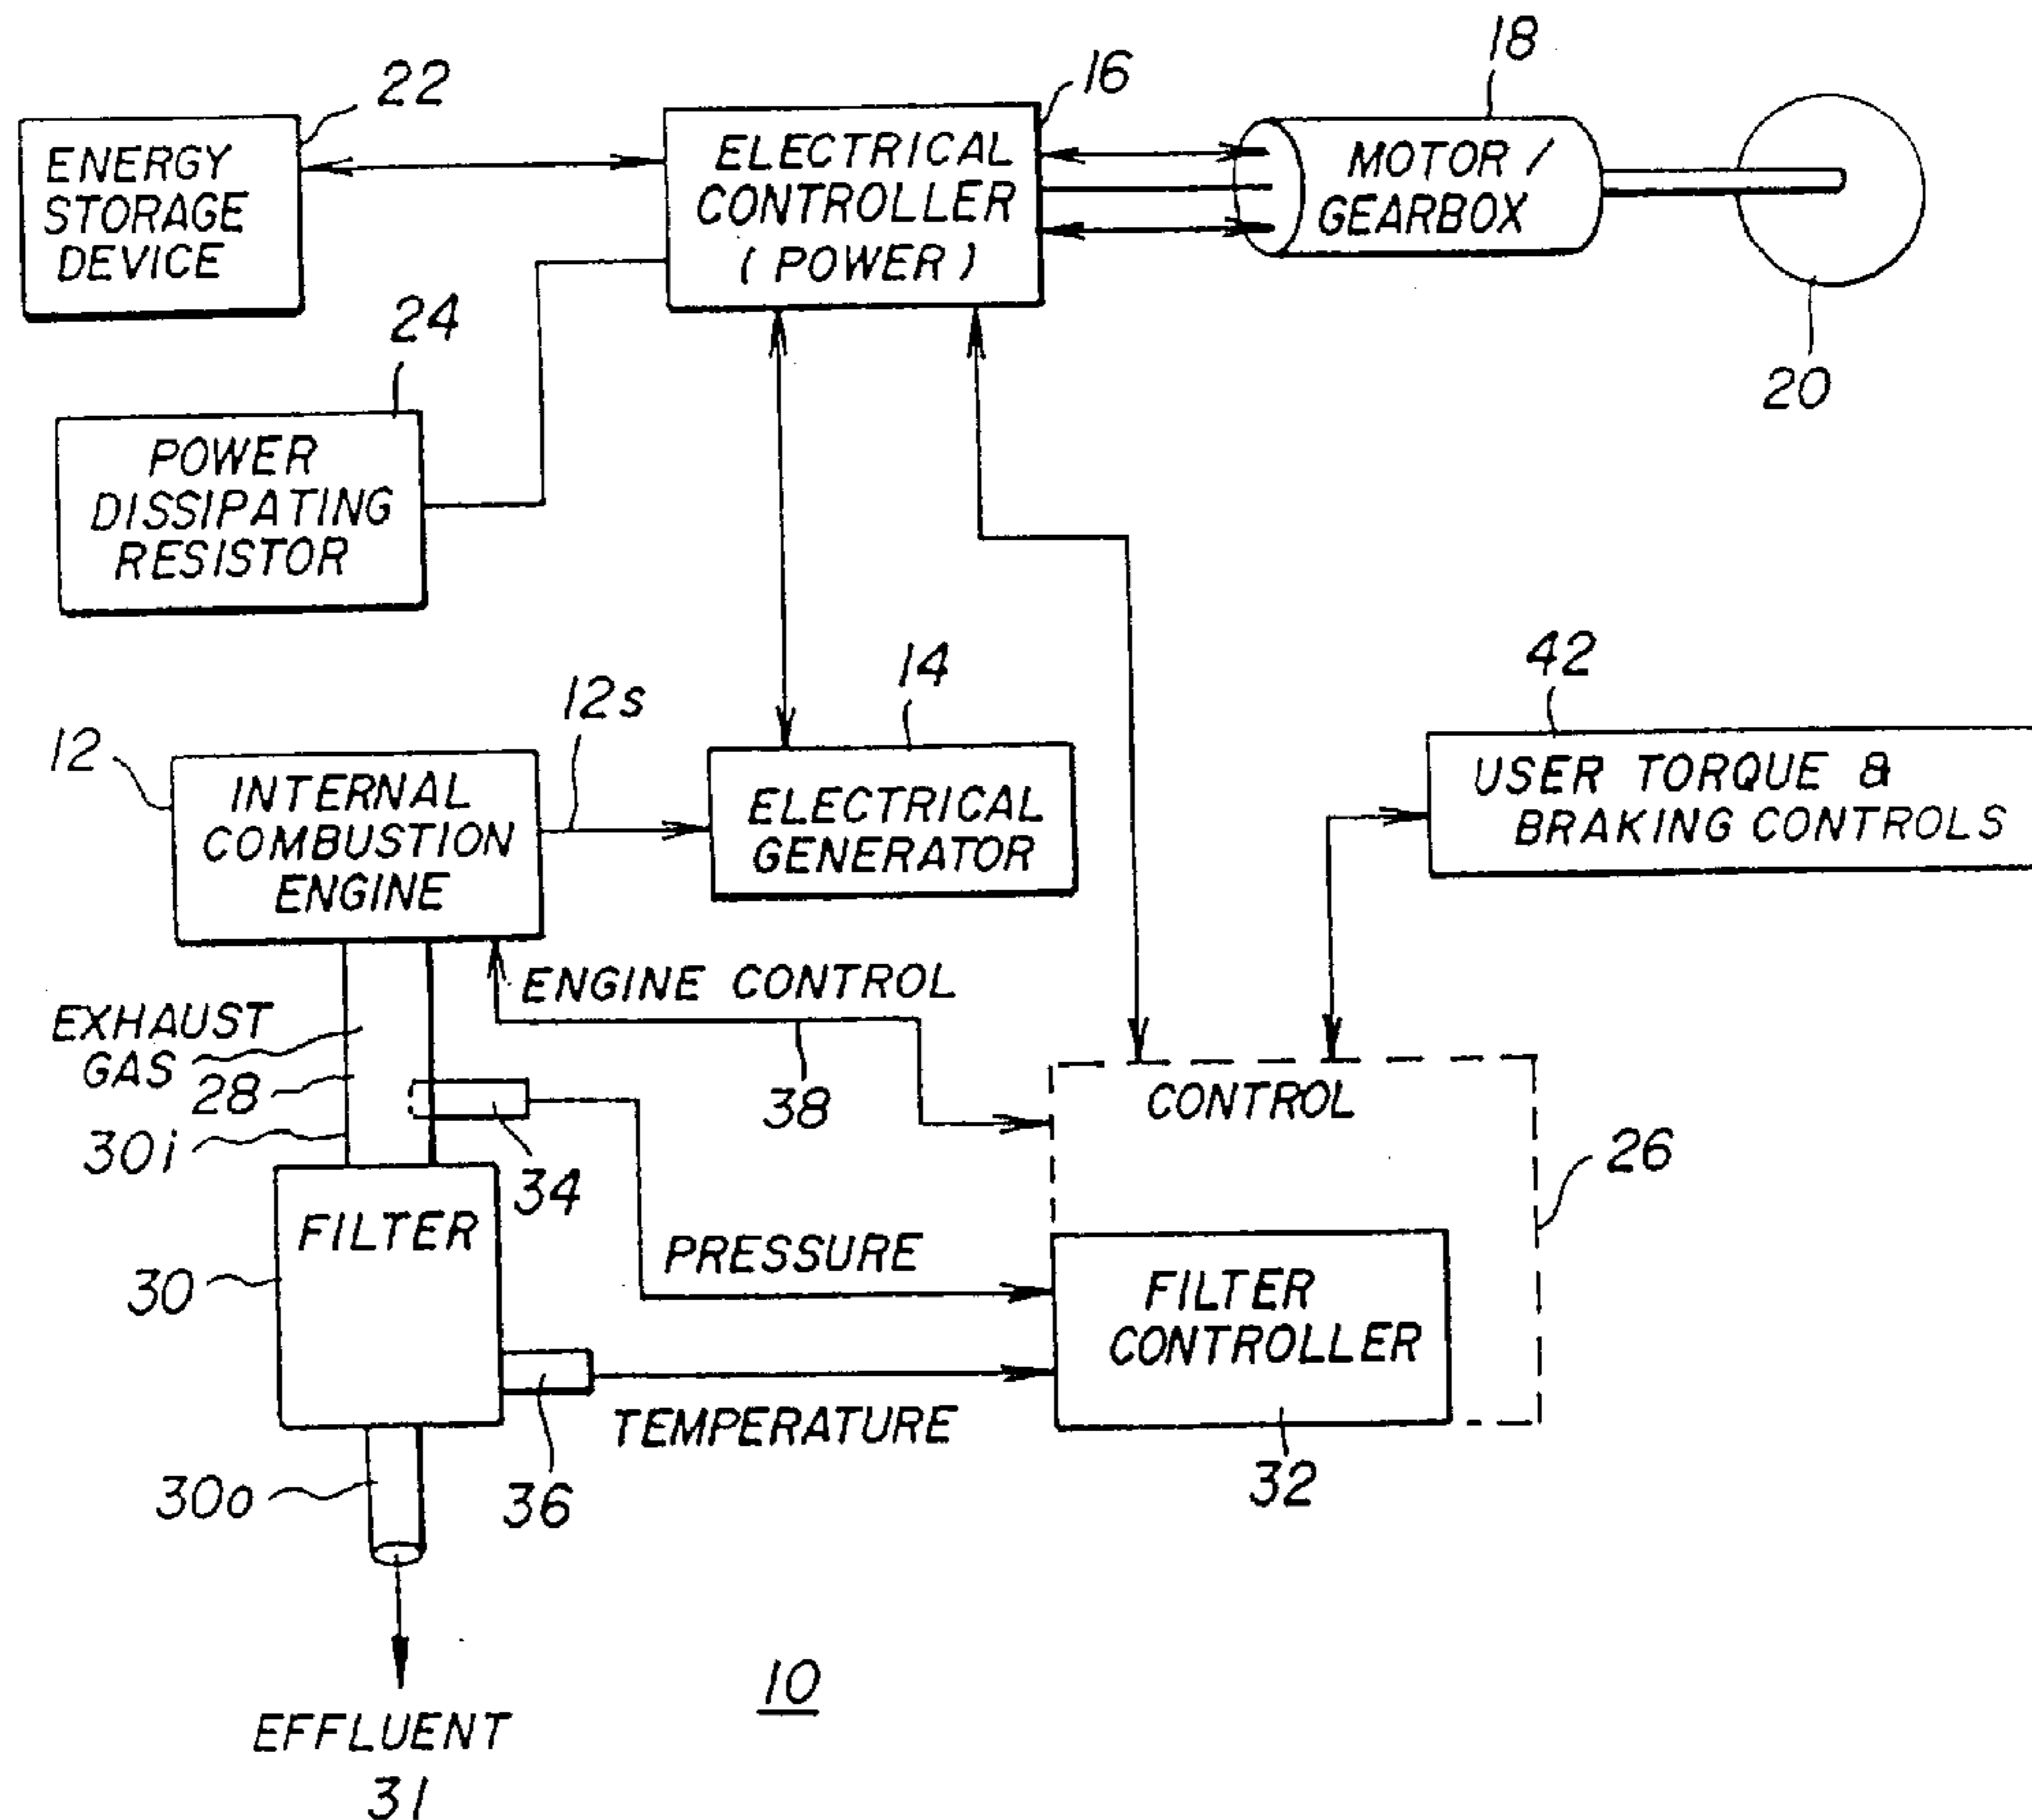 18
22
16
ENERGY
STORAGE
DEVICE
ELECTRICAL
CONTROLLER
(POWER)
MOTOR /
GEARBOX
20
24
POWER
DISSIPATING
RESISTOR
42
USER TORQUE &
BRAKING CONTROLS
14
12s
12
INTERNAL
COMBUSTION
ENGINE
ELECTRICAL
GENERATOR
ENGINE CONTROL
38
EXHAUST
GAS
28
30i
34
CONTROL
26
FILTER
30
PRESSURE
FILTER
CONTROLLER
32
TEMPERATURE
36
30o
EFFLUENT
31
10